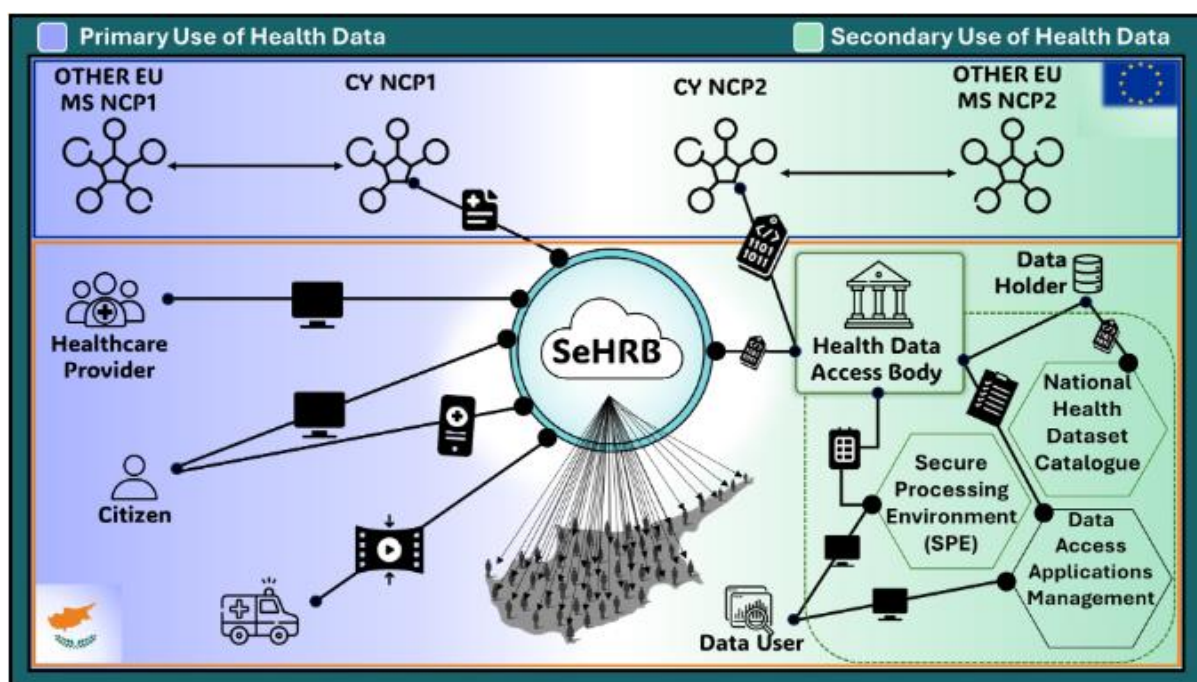 Primary Use of Health Data
Secondary Use of Health Data
OTHER EU
MS NCP1
CY NCP1
CY NCP2
OTHER EU
MS NCP2
</>
1101
1011
Data
Holder
Healthcare
Provider
SeHRB
Health Data
Access Body
National
Health
Dataset
Catalogue
Secure
Processing
Environment
(SPE)
Citizen
Data
Access
Applications
Management
Data User